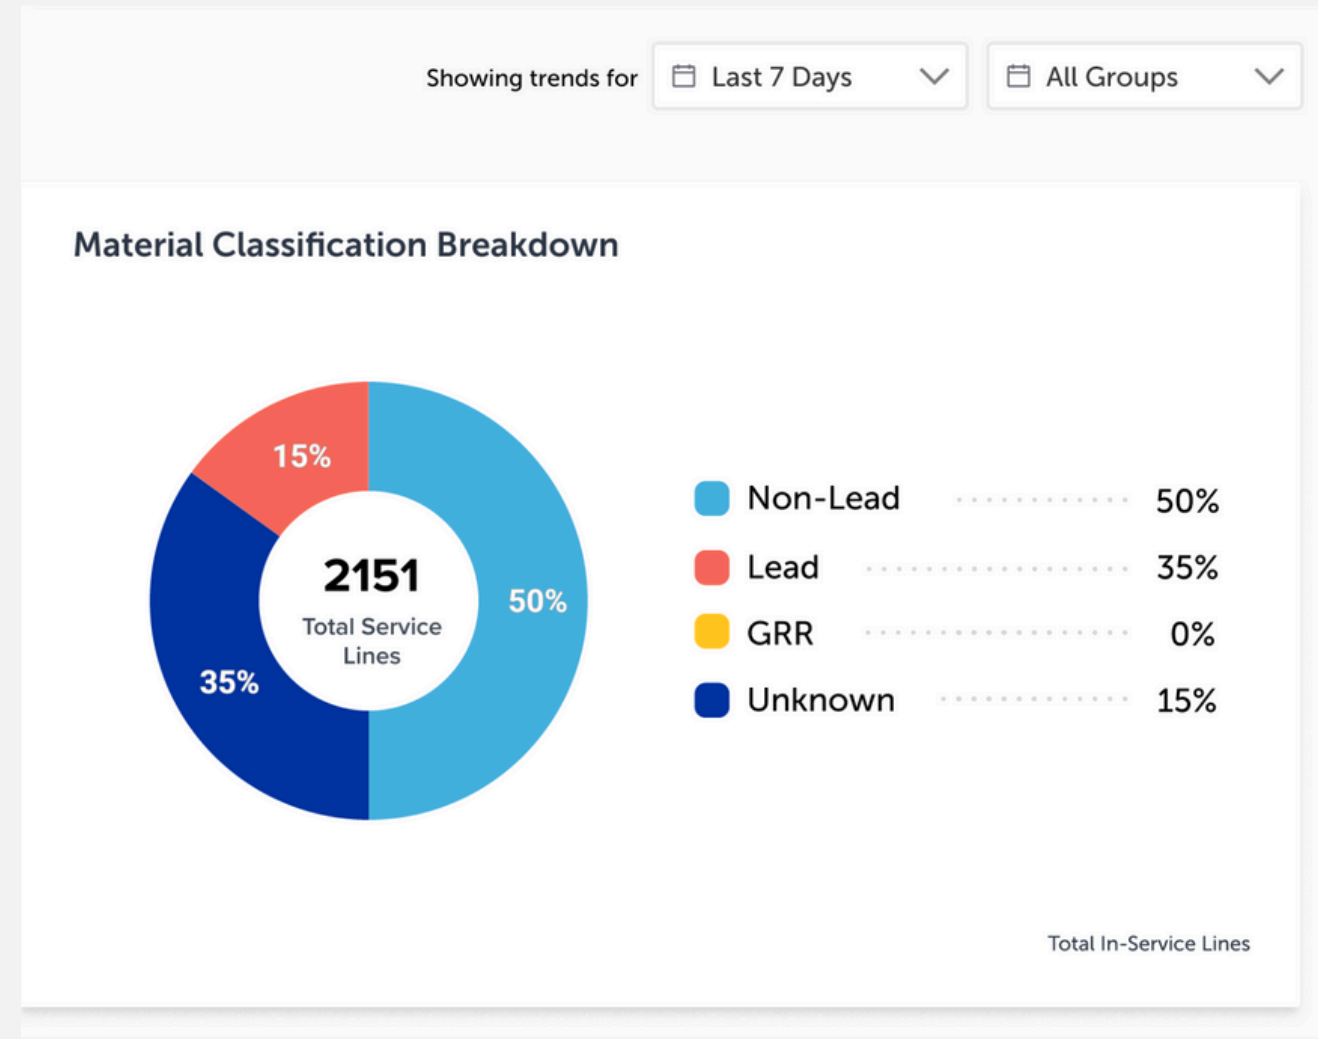 Showing trends for Last 7 Days All Groups
Material Classification Breakdown
15%
50%
35%
2151
Total Service
Lines
Non-Lead 50%
Lead 35%
GRR 0%
Unknown 15%
Total In-Service Lines